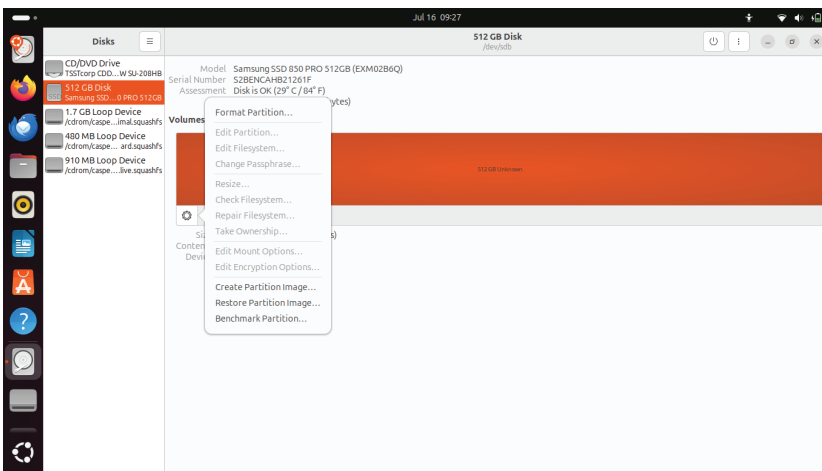 Jul 16 09:27
Disks
512 GB Disk
/dev/sdb
CD/DVD Drive
TSSTcorp CDD...W SU-208HB
512 GB Disk
Samsung SSD...0 PRO 512GB
1.7 GB Loop Device
/cdrom/caspe...imal.squashfs
480 MB Loop Device
/cdrom/caspe... ard.squashfs
910 MB Loop Device
/cdrom/caspe....live.squashfs
Model Samsung SSD 850 PRO 512GB (EXM02B6Q)
Serial Number S2BENCAHB21261F
Assessment Disk is OK (29° C / 84° F)
ytes)
Volumes
512 GB Unknown
Format Partition...
Edit Partition...
Edit Filesystem...
Change Passphrase...
Resize...
Check Filesystem...
Repair Filesystem...
Take Ownership...
Edit Mount Options...
Edit Encryption Options...
Create Partition Image...
Restore Partition Image...
Benchmark Partition...
Siz
s)
Conten
Devi